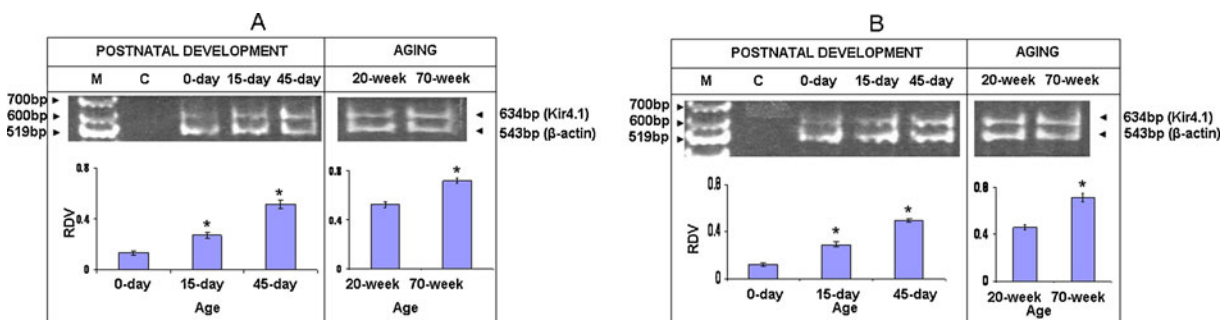 A
POSTNATAL DEVELOPMENT AGING
M C 0-day 15-day 45-day 20-week 70-week
700bp
600bp
519bp
634bp (Kir4.1)
543bp (β-actin)
RDV
0.8
0.4
0
*
*
0-day 15-day 45-day
Age
0.8
0.4
0
*
20-week 70-week
Age
B
POSTNATAL DEVELOPMENT AGING
M C 0-day 15-day 45-day 20-week 70-week
700bp
600bp
519bp
634bp (Kir4.1)
543bp (β-actin)
RDV
0.8
0.4
0
*
*
0-day 15-day 45-day
Age
0.8
0.4
0
*
20-week 70-week
Age